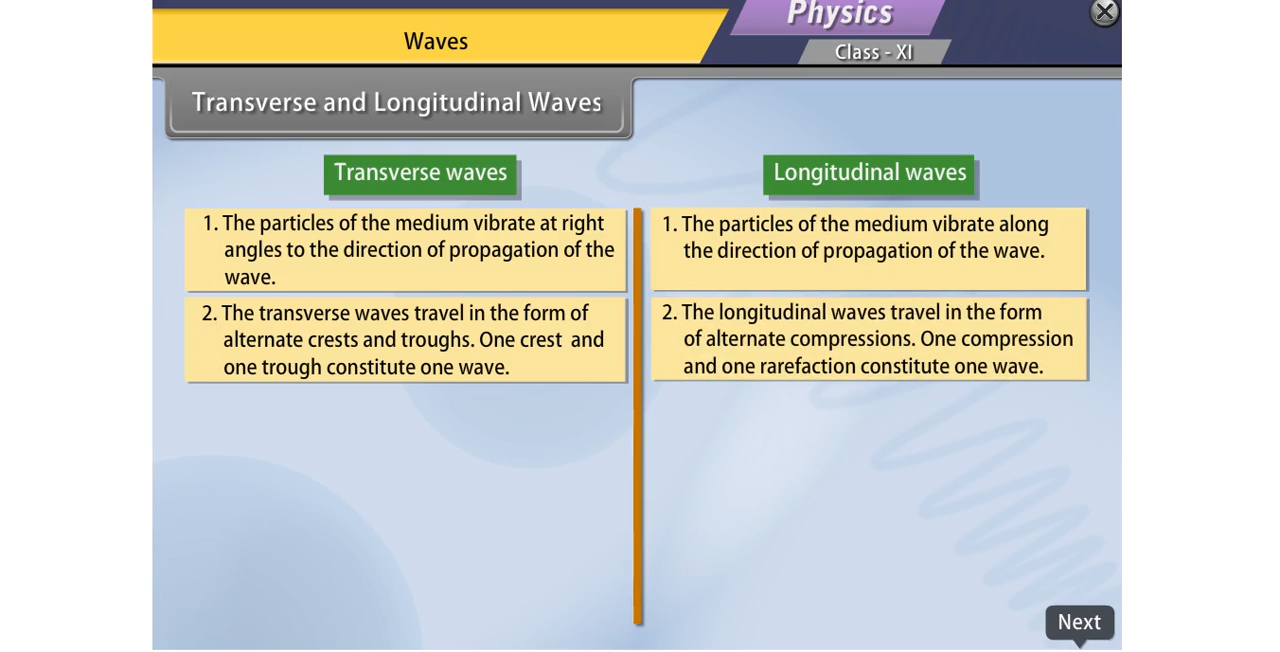 Physics
Waves
Class - XI
Transverse and Longitudinal Waves
Transverse waves
1. The particles of the medium vibrate at right
angles to the direction of propagation of the
wave.
2. The transverse waves travel in the form of
alternate crests and troughs. One crest and
one trough constitute one wave.
Longitudinal waves
1. The particles of the medium vibrate along
the direction of propagation of the wave.
2. The longitudinal waves travel in the form
of alternate compressions. One compression
and one rarefaction constitute one wave.
Next